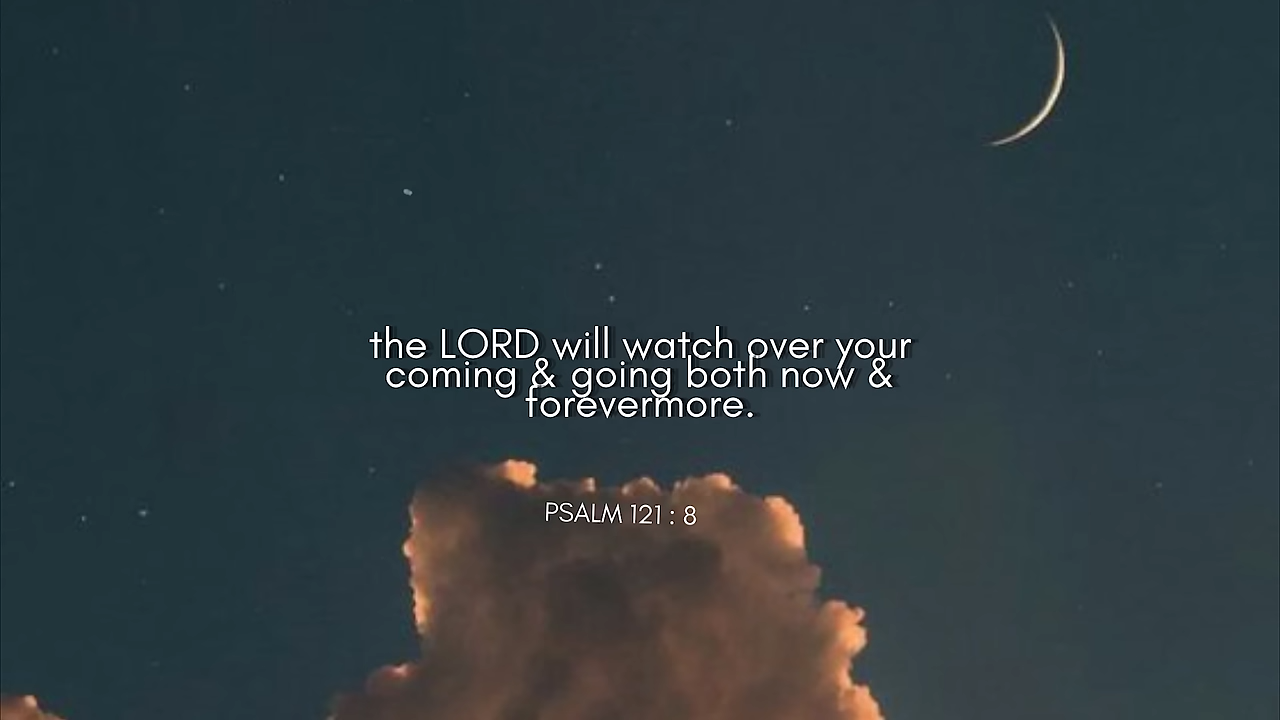 the LORD will watch over your
coming & going both now &
forevermore.
PSALM 121 : 8